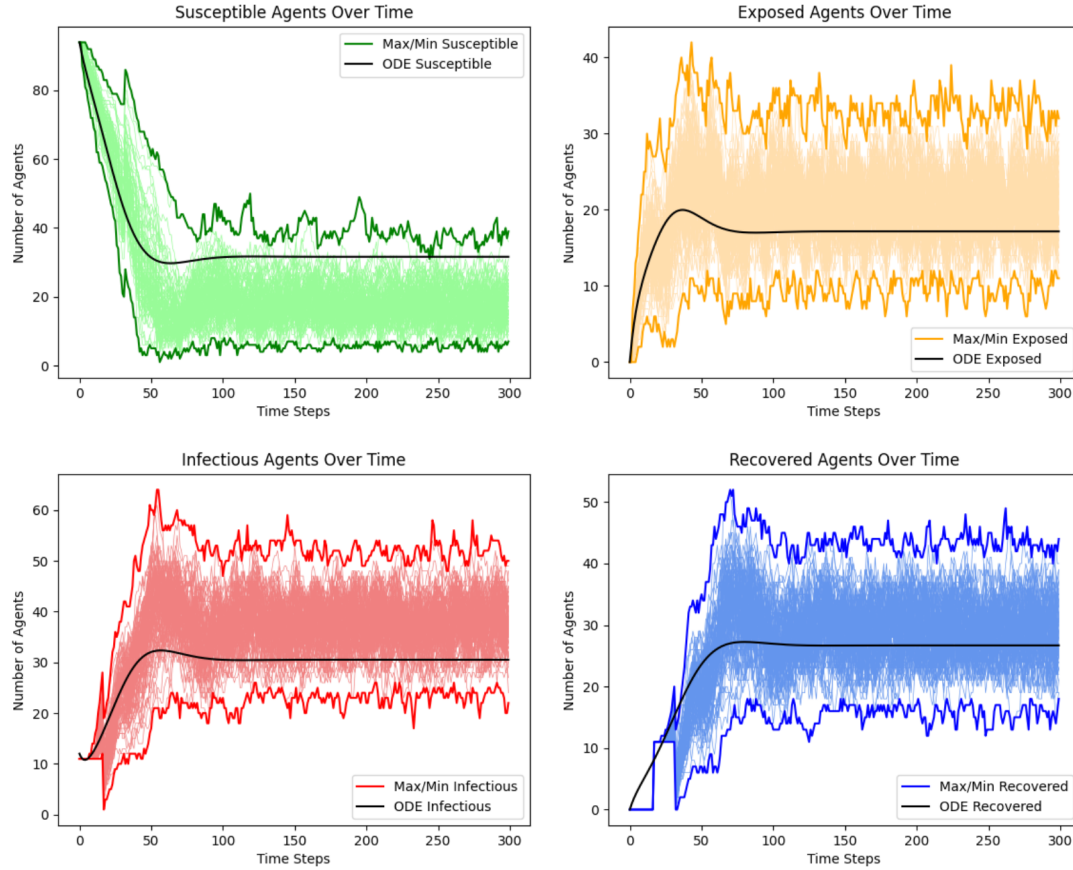 Susceptible Agents Over Time
Number of Agents
80
60
40
20
0
Max/Min Susceptible
ODE Susceptible
0 50 100 150 200 250 300
Time Steps
Exposed Agents Over Time
Number of Agents
40
30
20
10
0
Max/Min Exposed
ODE Exposed
0 50 100 150 200 250 300
Time Steps
Infectious Agents Over Time
Number of Agents
60
50
40
30
20
10
0
Max/Min Infectious
ODE Infectious
0 50 100 150 200 250 300
Time Steps
Recovered Agents Over Time
Number of Agents
50
40
30
20
10
0
Max/Min Recovered
ODE Recovered
0 50 100 150 200 250 300
Time Steps